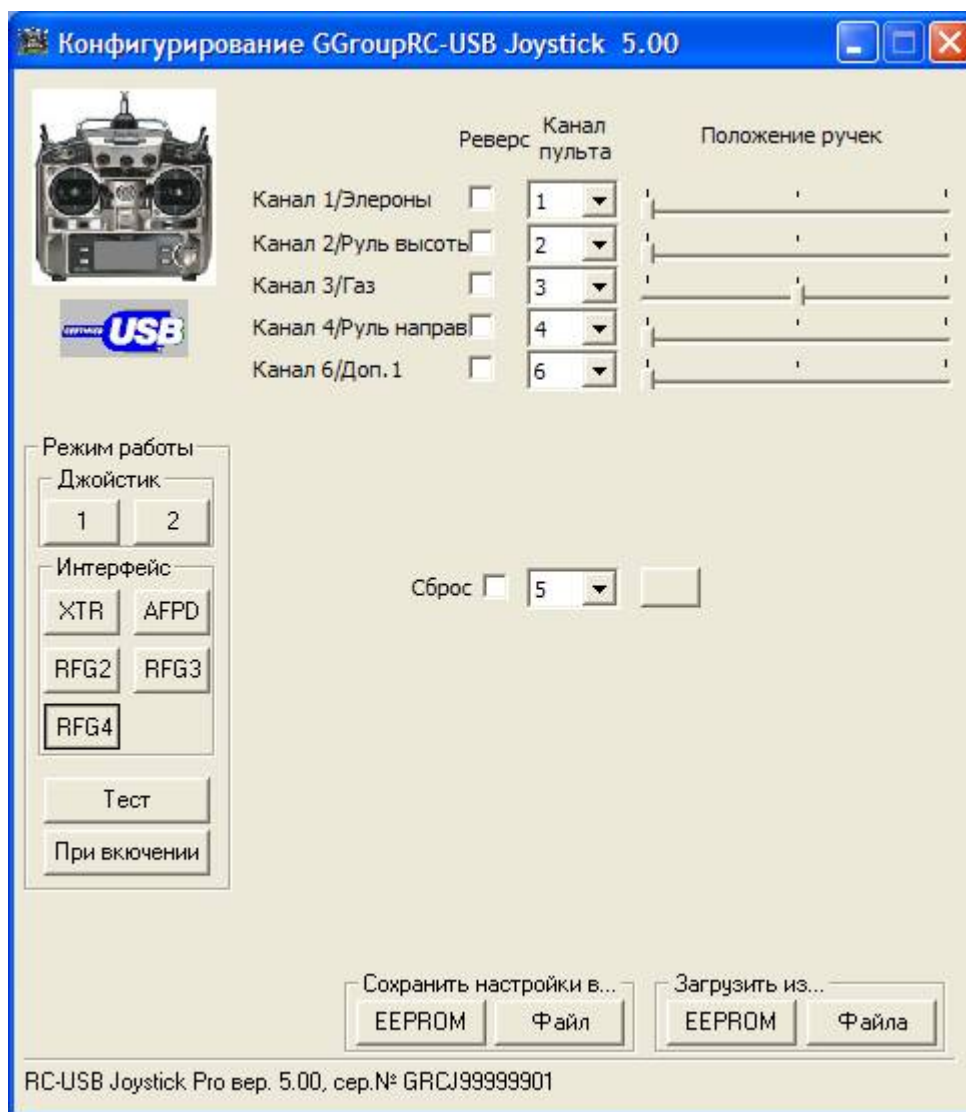 Конфигурирование GGroupRC-USB Joystick 5.00
Реверс
Канал
пульта
Положение ручек
Канал 1/Элероны 1
Канал 2/Руль высоть 2
Канал 3/Газ 3
Канал 4/Руль направ 4
Канал 6/Доп.1 6
USB
Режим работы
Джойстик
1 2
Интерфейс
XTR AFPD
RFG2 RFG3
RFG4
Сброс 5
Тест
При вкючении
Сохранить настройки в...
EEPROM Файл
Загрузить из...
EEPROM Файла
RC-USB Joystick Pro вер. 5.00, сер.№ GRCJ99999901